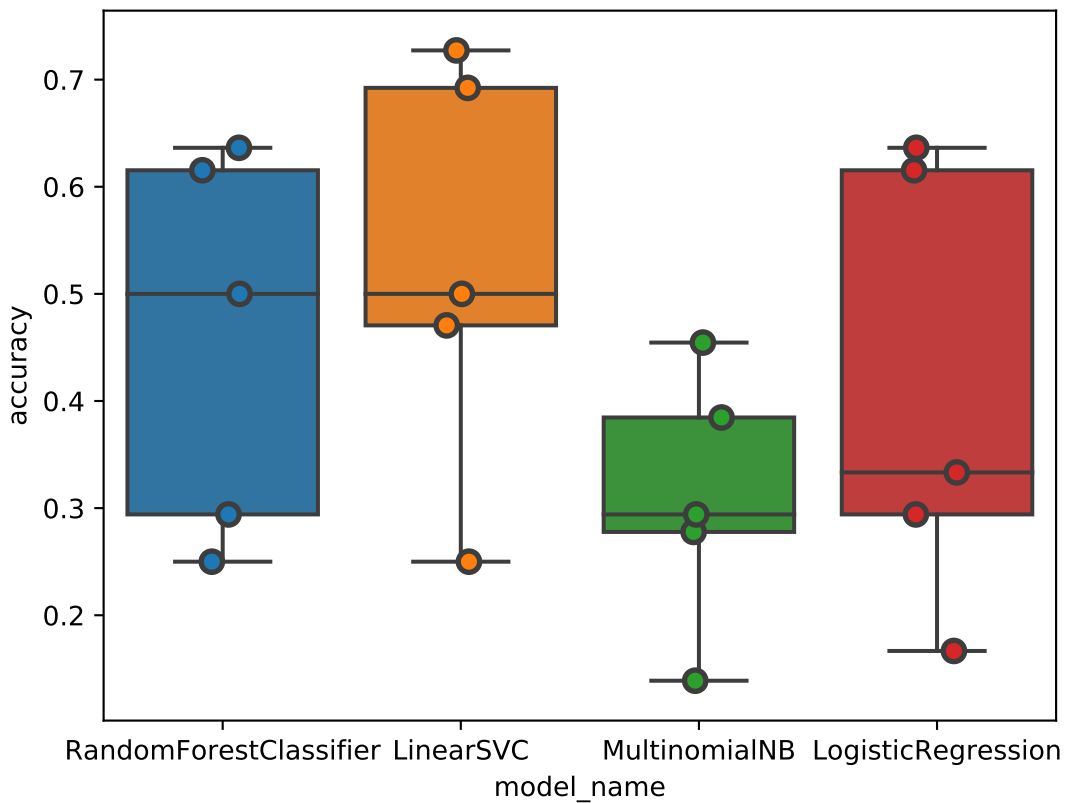 0.7
0.6
0.5
0.4
0.3
0.2
accuracy
RandomForestClassifier LinearSVC MultinomialNB LogisticRegression
model_name